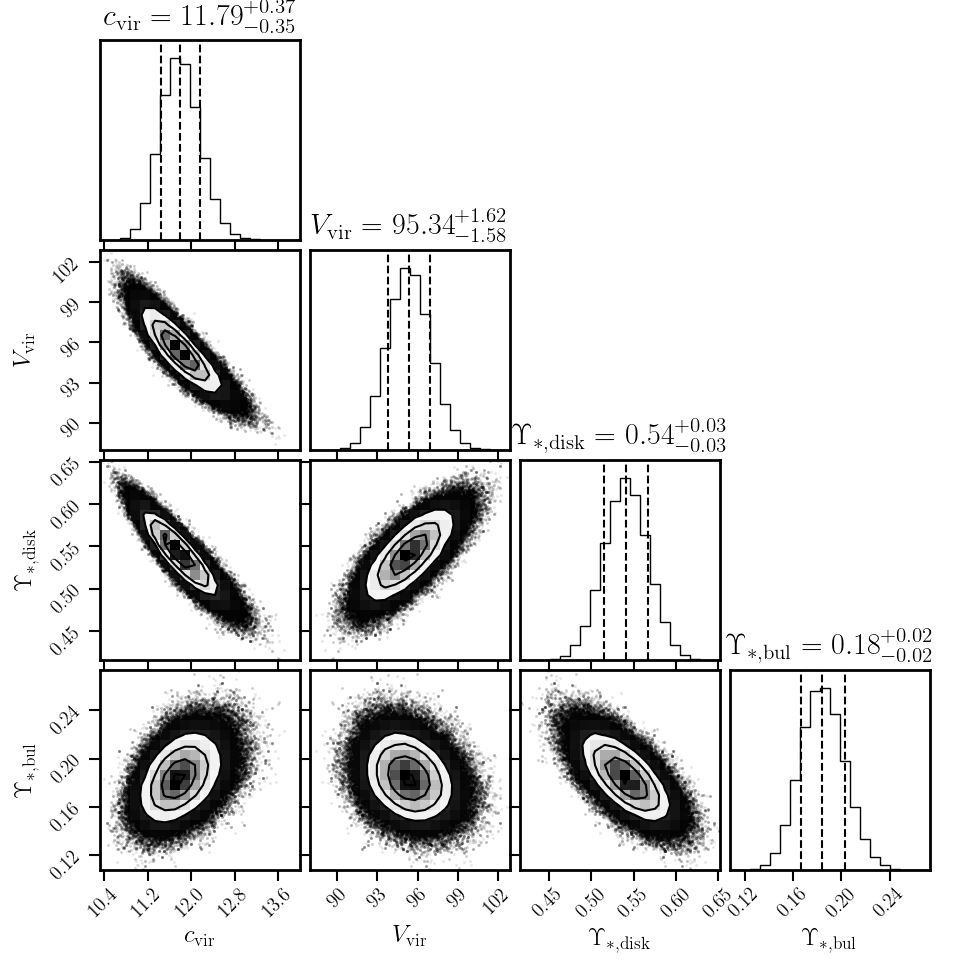 c_vir = 11.79 +0.37 −0.35
V_vir = 95.34 +1.62 −1.58
102
99
96
93
90
V_vir
ϒ_*,disk = 0.54 +0.03 −0.03
0.65
0.60
0.55
0.50
0.45
ϒ_*,disk
ϒ_*,bul = 0.18 +0.02 −0.02
0.24
0.20
0.16
0.12
ϒ_*,bul
10.4 11.2 12.0 12.8 13.6
90 93 96 99 102
0.45 0.50 0.55 0.60 0.65
0.12 0.16 0.20 0.24
c_vir V_vir ϒ_*,disk ϒ_*,bul